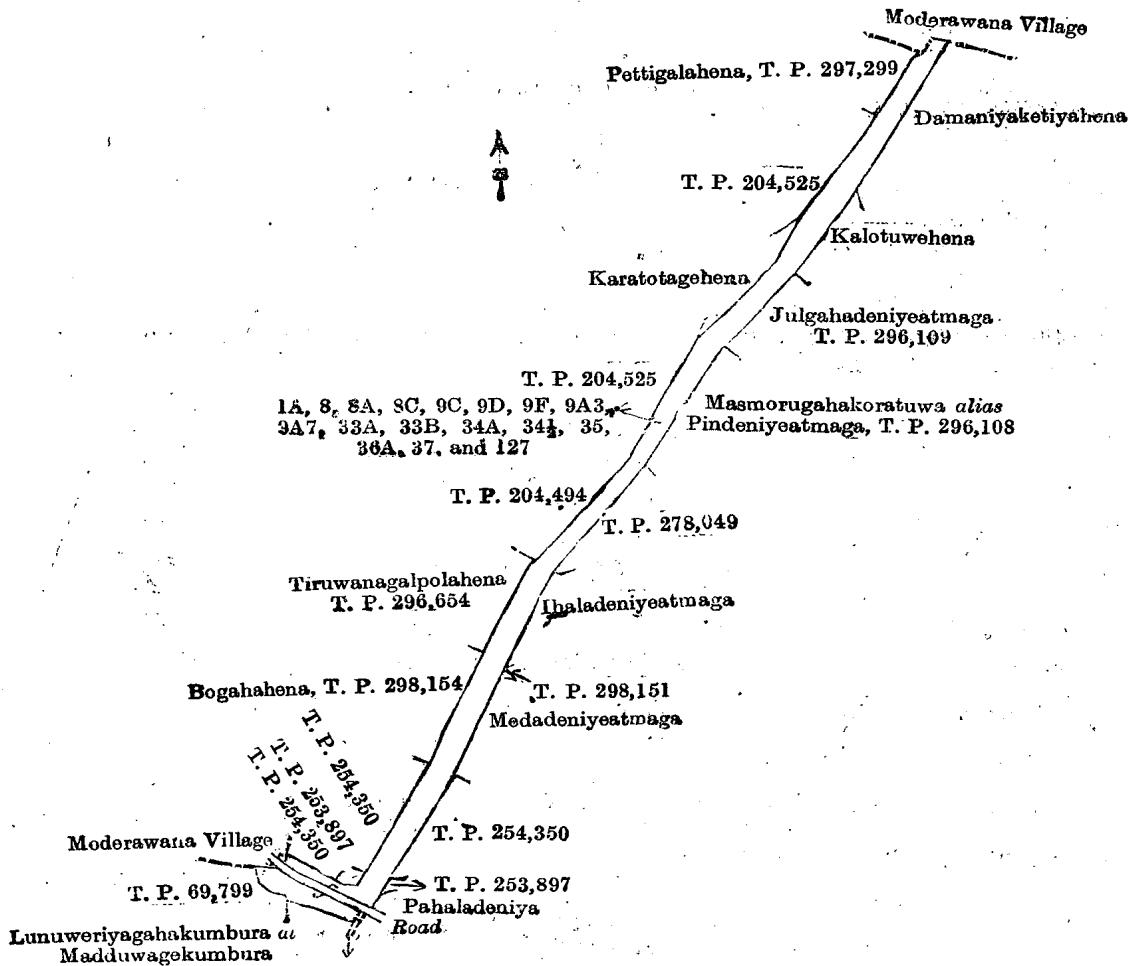 Moderawana Village
Pettigalahena, T. P. 297,299
Damaniyaketiyahena
T. P. 204,525
Kalotuwehena
Karatotagehena
Julgahadeniyeatmaga
T. P. 296,109
T. P. 204,525
1A, 8, 8A, 8C, 9C, 9D, 9F, 9A3,
9A7, 33A, 33B, 34A, 34½, 35,
36A, 37, and 127
Masmorugahakoratuwa alias
Pindeniyeatmaga, T. P. 296,108
T. P. 204,494
T. P. 278,049
Tiruwanagalpolahena
T. P. 296,654
Ihaladeniyeatmaga
Bogahahena, T. P. 298,154
T. P. 298,151
Medadeniyeatmaga
T. P. 254,350
T. P. 253,897
T. P. 254,350
T. P. 254,350
Moderawana Village
T. P. 69,799
T. P. 253,897
Pahaladeniya
Road
Lunuweriyagahakumbura al
Madduwagekumbura